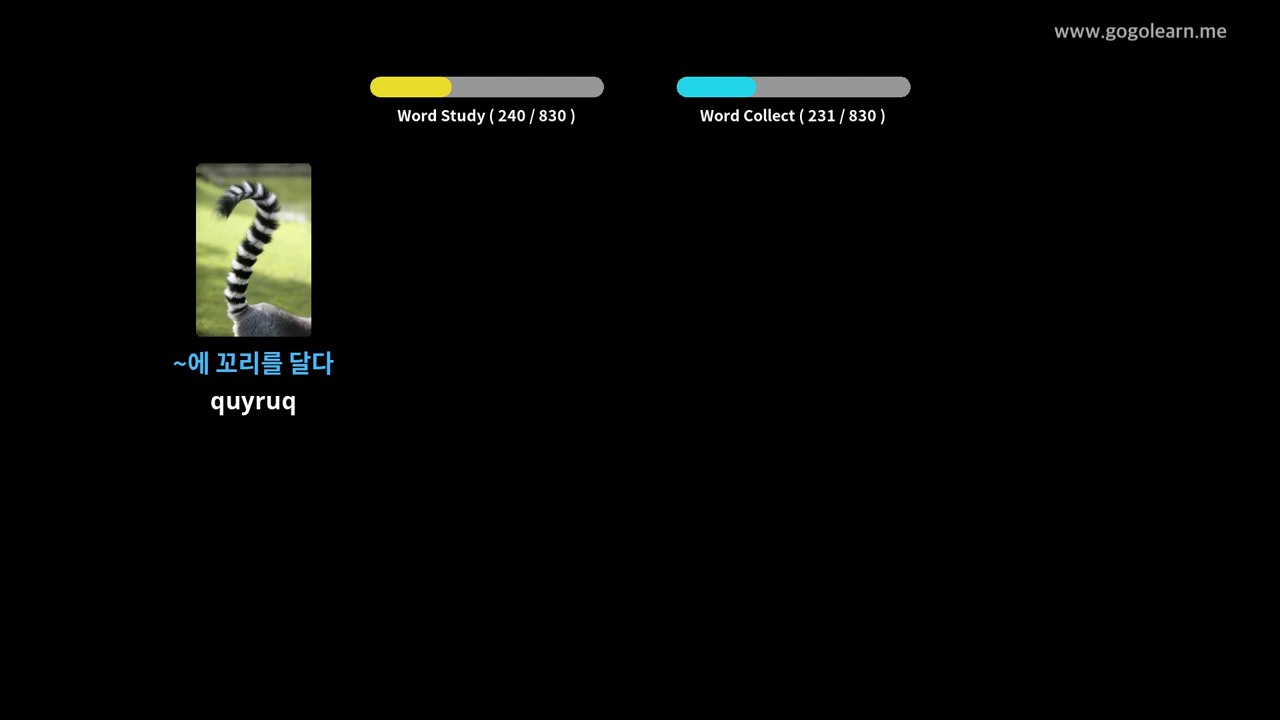 www.gogolearn.me
Word Study ( 240 / 830 )
Word Collect ( 231 / 830 )
~에 꼬리를 달다
quyruq